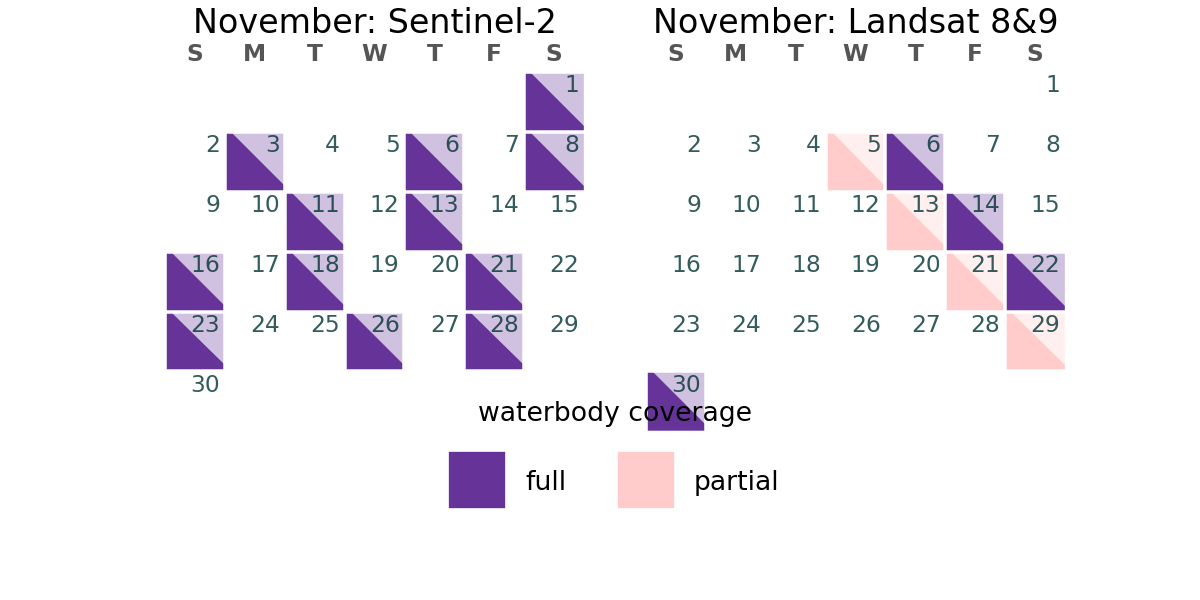 November: Sentinel-2
S M T W T F S
1
2 3 4 5 6 7 8
9 10 11 12 13 14 15
16 17 18 19 20 21 22
23 24 25 26 27 28 29
30
November: Landsat 8&9
S M T W T F S
1
2 3 4 5 6 7 8
9 10 11 12 13 14 15
16 17 18 19 20 21 22
23 24 25 26 27 28 29
30
waterbody coverage
full partial